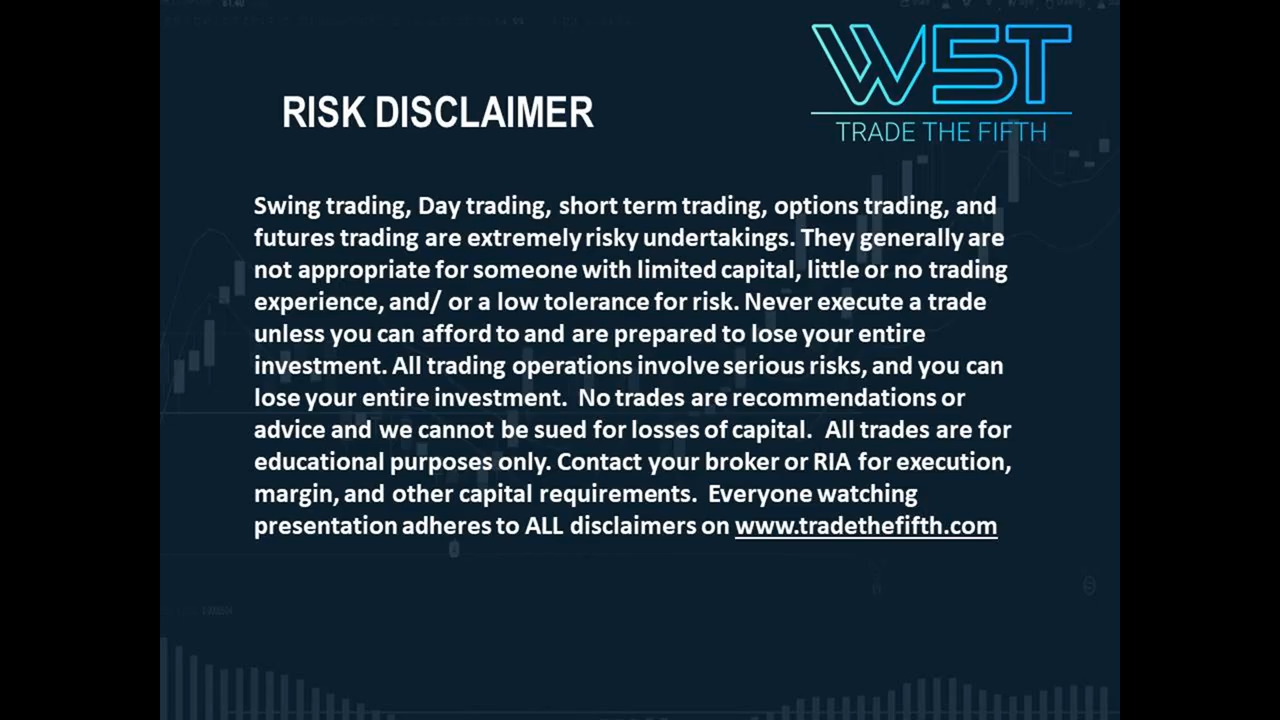 W5T
TRADE THE FIFTH
RISK DISCLAIMER
Swing trading, Day trading, short term trading, options trading, and
futures trading are extremely risky undertakings. They generally are
not appropriate for someone with limited capital, little or no trading
experience, and/ or a low tolerance for risk. Never execute a trade
unless you can afford to and are prepared to lose your entire
investment. All trading operations involve serious risks, and you can
lose your entire investment.  No trades are recommendations or
advice and we cannot be sued for losses of capital.  All trades are for
educational purposes only. Contact your broker or RIA for execution,
margin, and other capital requirements.  Everyone watching
presentation adheres to ALL disclaimers on www.tradethefifth.com